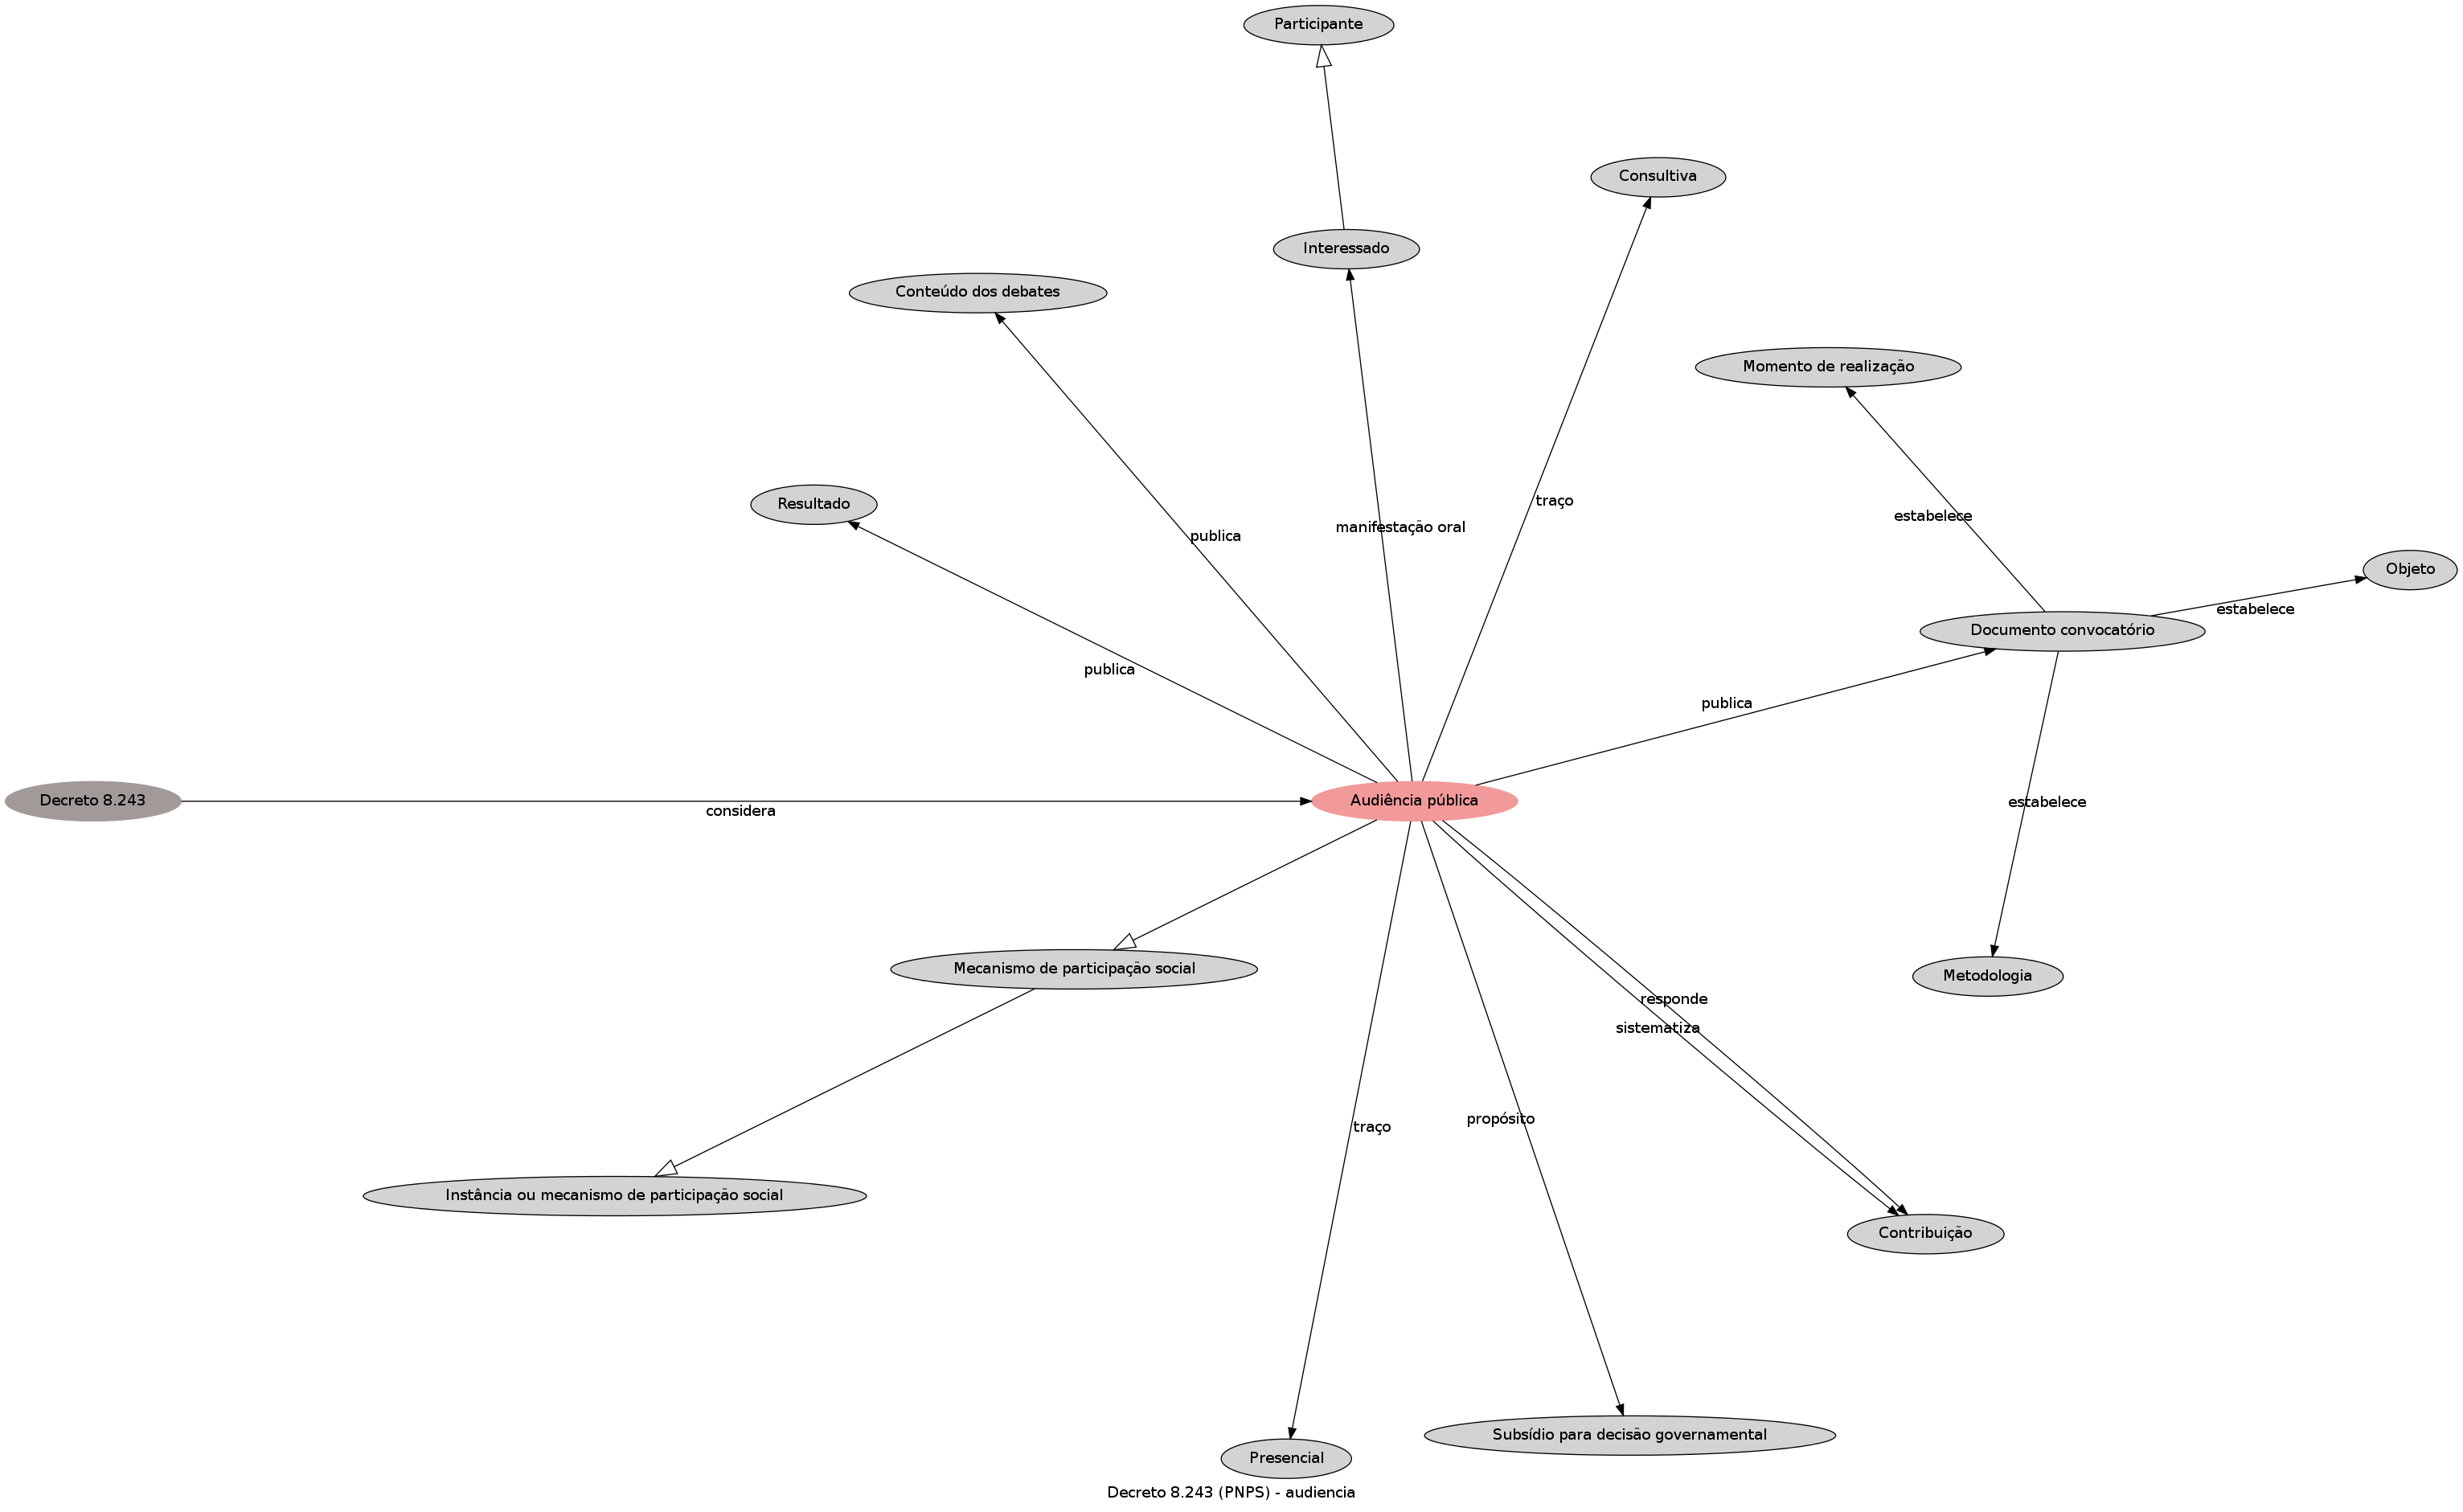 Participante
Consultiva
Interessado
Conteúdo dos debates
Momento de realização
Resultado
traço
estabelece
manifestação oral
publica
Objeto
estabelece
Documento convocatório
publica
publica
Decreto 8.243
considera
Audiência pública
estabelece
Mecanismo de participação social
Metodologia
responde
sistematiza
propósito
traço
Instância ou mecanismo de participação social
Contribuição
Subsídio para decisão governamental
Presencial
Decreto 8.243 (PNPS) - audiencia